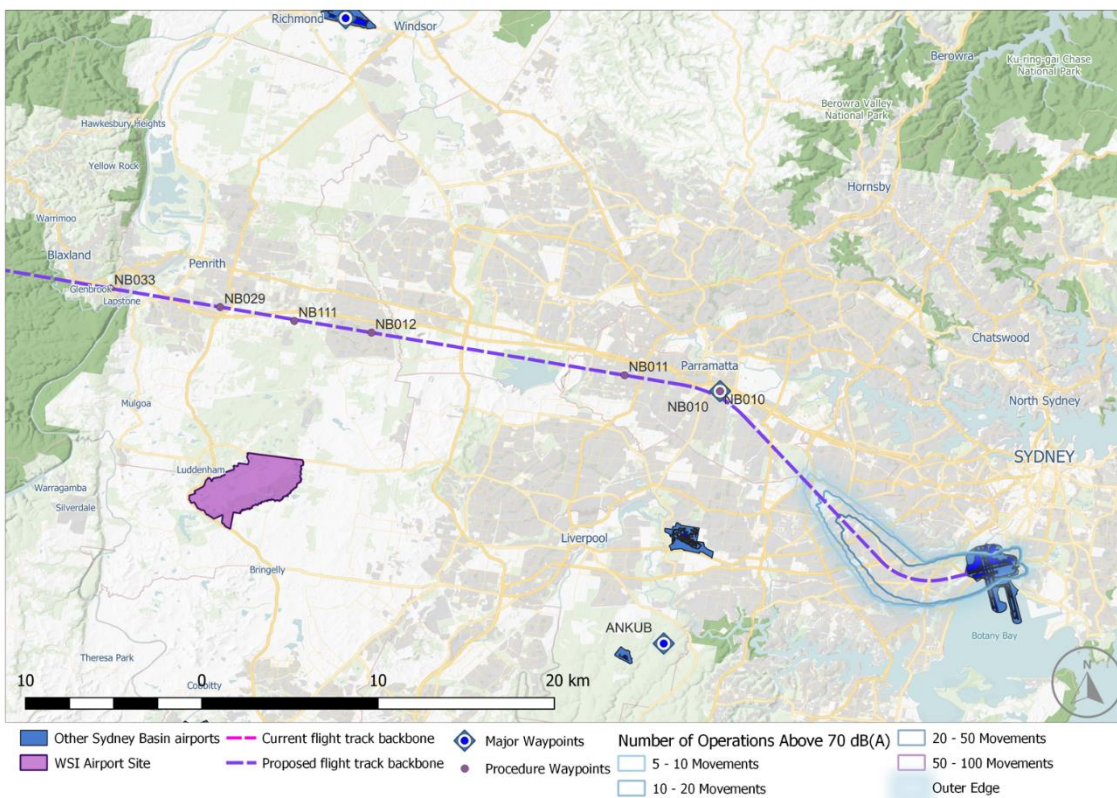 Richmond
Windsor
Berowra
Ku-ring-gai Chase
National Park
Berowra Valley
National Park
Hawkesbury Heights
Yellow Rock
Hornsby
Warrimoo
Blaxland
Penrith
NB033
Glenbrook
Lapstone
NB029
NB111
NB012
Chatswood
Parramatta
NB011
NB010
NB010
North Sydney
Mulgoa
SYDNEY
Luddenham
Warragamba
Silverdale
Liverpool
Bringelly
ANKUB
Botany Bay
Theresa Park
Cobbitty
N
10 0 10 20 km
Other Sydney Basin airports
WSI Airport Site
Current flight track backbone
Proposed flight track backbone
Major Waypoints
Procedure Waypoints
Number of Operations Above 70 dB(A)
5 - 10 Movements
10 - 20 Movements
20 - 50 Movements
50 - 100 Movements
Outer Edge